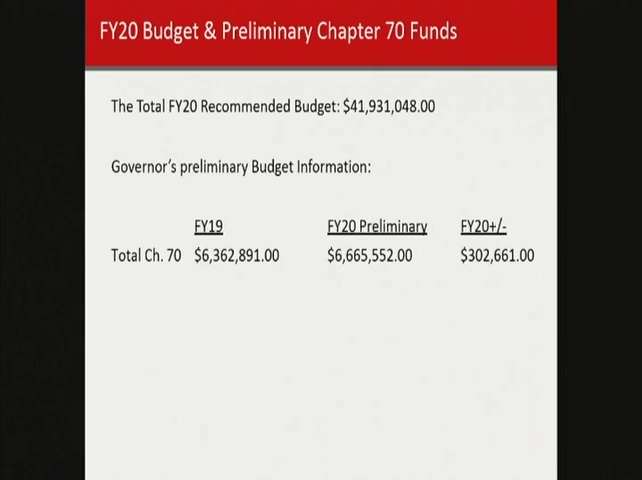 FY20 Budget & Preliminary Chapter 70 Funds
The Total FY20 Recommended Budget: $41,931,048.00
Governor's preliminary Budget Information:
FY19 FY20 Preliminary FY20+/-
Total Ch. 70 $6,362,891.00 $6,665,552.00 $302,661.00